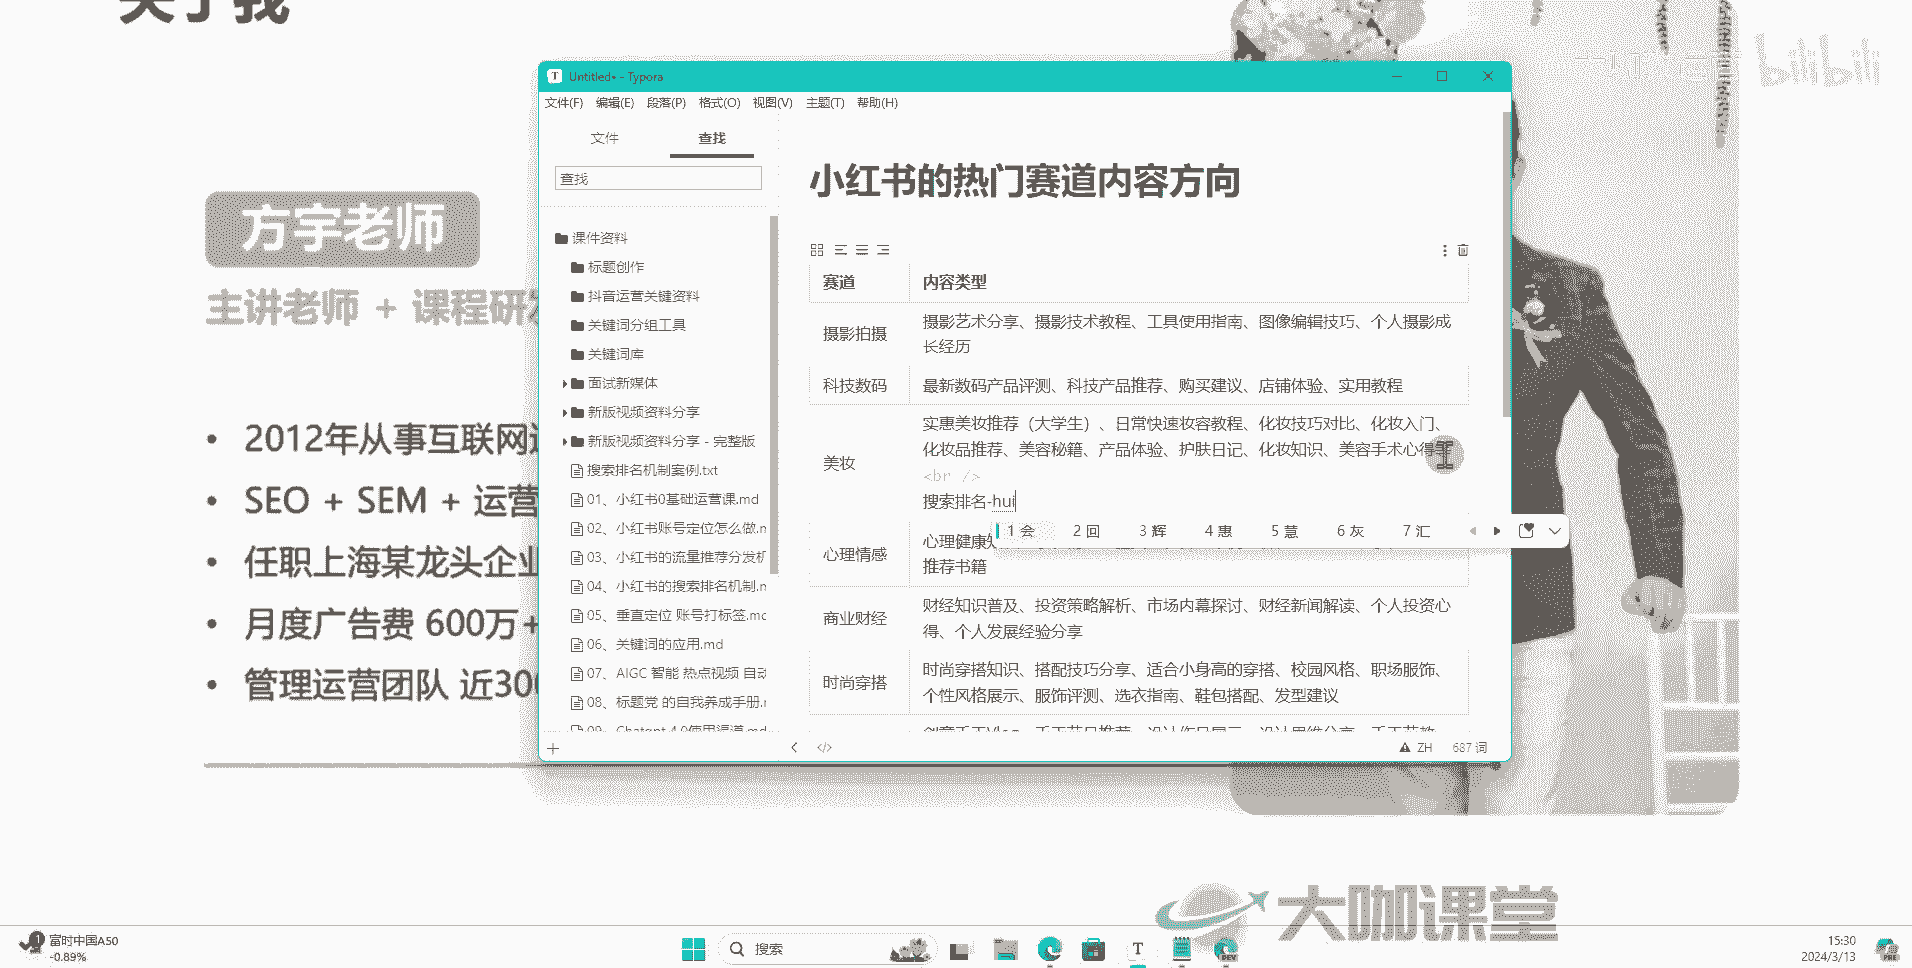 关于我
bilibili
方宇老师
主讲老师 + 课程研发
2012年从事互联网
SEO + SEM + 运营
任职上海某龙头企业
月度广告费 600万+
管理运营团队 近300
Untitled• - Typora
文件(F) 编辑(E) 段落(P) 格式(O) 视图(V) 主题(T) 帮助(H)
文件 查找
查找
课件资料
标题创作
抖音运营关键资料
关键词分组工具
关键词库
面试新媒体
新版视频资料分享
新版视频资料分享 - 完整版
搜索排名机制案例.txt
01、小红书0基础运营课.md
02、小红书账号定位怎么做.m
03、小红书的流量推荐分发机
04、小红书的搜索排名机制.m
05、垂直定位 账号打标签.mc
06、关键词的应用.md
07、AIGC 智能 热点视频 自动
08、标题党 的自我养成手册.r
09、Chatgpt 4.0使用渠道.md
小红书的热门赛道内容方向
赛道 内容类型
摄影拍摄 摄影艺术分享、摄影技术教程、工具使用指南、图像编辑技巧、个人摄影成
长经历
科技数码 最新数码产品评测、科技产品推荐、购买建议、店铺体验、实用教程
美妆 实惠美妆推荐（大学生）、日常快速妆容教程、化妆技巧对比、化妆入门、
化妆品推荐、美容秘籍、产品体验、护肤日记、化妆知识、美容手术心得等
<br />
搜索排名-hui
1 会 2 回 3 辉 4 惠 5 慧 6 灰 7 汇
心理情感 心理健康知
推荐书籍
商业财经 财经知识普及、投资策略解析、市场内幕探讨、财经新闻解读、个人投资心
得、个人发展经验分享
时尚穿搭 时尚穿搭知识、搭配技巧分享、适合小身高的穿搭、校园风格、职场服饰、
个性风格展示、服饰评测、选衣指南、鞋包搭配、发型建议
ZH 687 词
大咖课堂
富时中国A50
-0.89%
搜索
15:30
2024/3/13